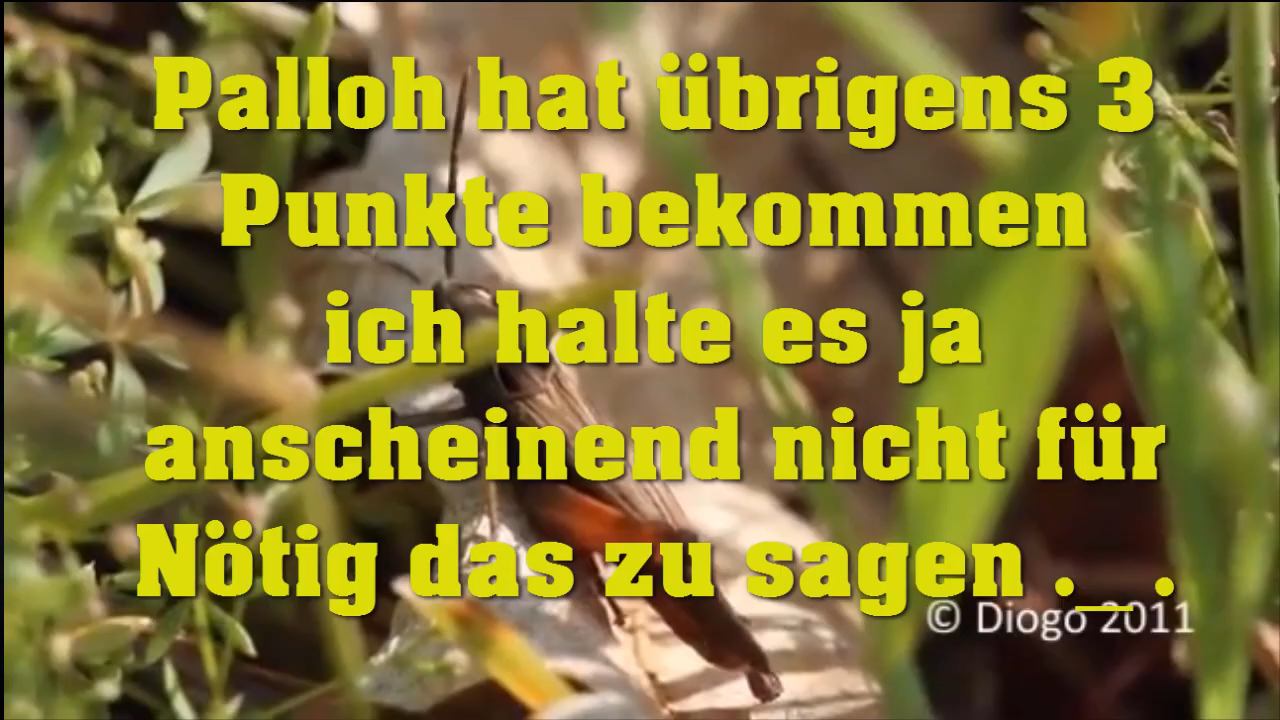 Palloh hat übrigens 3
Punkte bekommen
ich halte es ja
anscheinend nicht für
Nötig das zu sagen ._.
© Diogo 2011